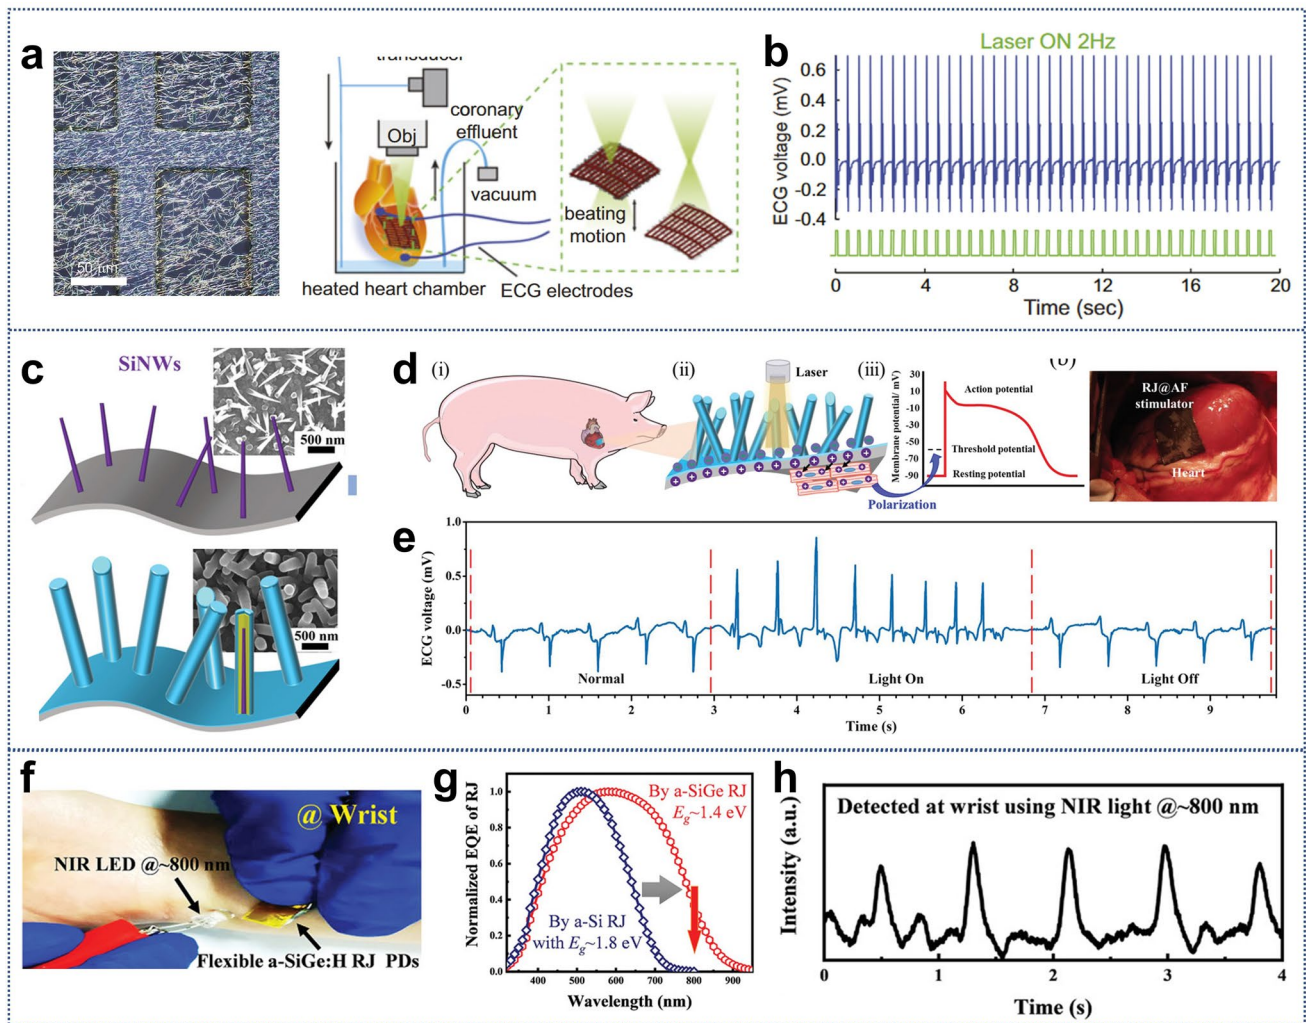 a
50 μm
transducer
Obj
coronary
effluent
vacuum
beating
motion
heated heart chamber
ECG electrodes
b
Laser ON 2Hz
ECG voltage (mV)
0.6
0.4
0.2
0.0
-0.2
-0.4
0
4
8
12
16
20
Time (sec)
c
SiNWs
500 nm
500 nm
d
(i)
(ii)
Laser
(iii)
Membrane potential/ mV)
30
10
-10
-30
-50
-70
-90
Action potential
Threshold potential
Resting potential
Polarization
RJ@AF
stimulator
Heart
e
ECG voltage (mV)
1.0
0.5
0.0
-0.5
Normal
Light On
Light Off
0
1
2
3
4
5
6
7
8
9
Time (s)
f
@ Wrist
NIR LED @~800 nm
Flexible a-SiGe:H RJ PDs
g
Normalized EQE of RJ
1.0
0.8
0.6
0.4
0.2
0.0
By a-SiGe RJ
Eg~1.4 eV
By a-Si RJ
with Eg~1.8 eV
400
500
600
700
800
900
Wavelength (nm)
h
Detected at wrist using NIR light @~800 nm
Intensity (a.u.)
0
1
2
3
4
Time (s)